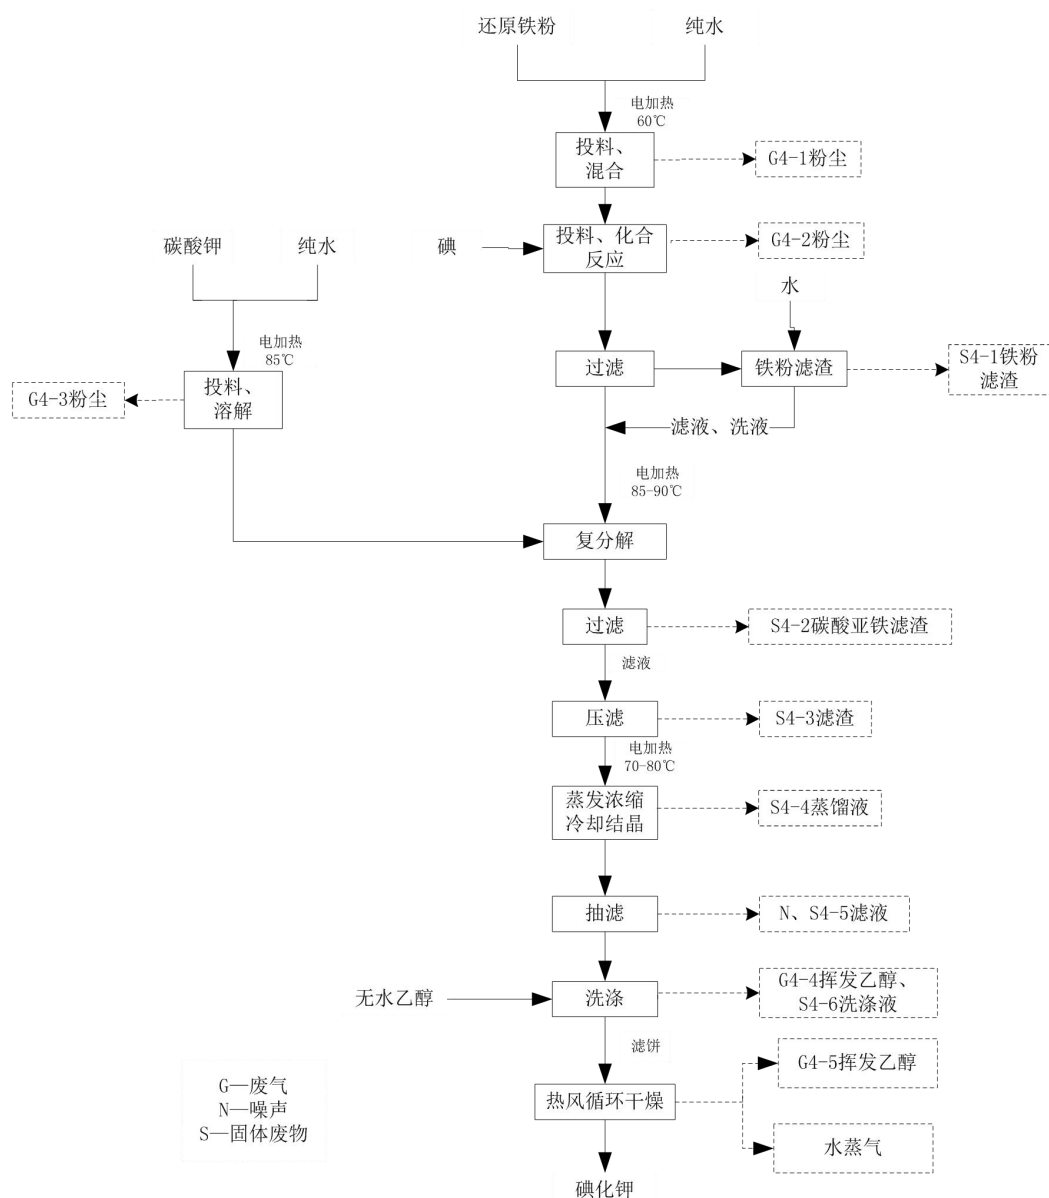 还原铁粉
纯水
电加热
60℃
投料、
混合
G4-1粉尘
碳酸钾
纯水
碘
投料、化合
反应
G4-2粉尘
水
电加热
85℃
过滤
铁粉滤渣
S4-1铁粉
滤渣
G4-3粉尘
投料、
溶解
滤液、洗液
电加热
85-90℃
复分解
过滤
S4-2碳酸亚铁滤渣
滤液
压滤
S4-3滤渣
电加热
70-80℃
蒸发浓缩
冷却结晶
S4-4蒸馏液
抽滤
N、S4-5滤液
无水乙醇
洗涤
G4-4挥发乙醇、
S4-6洗涤液
滤饼
G4-5挥发乙醇
热风循环干燥
水蒸气
G—废气
N—噪声
S—固体废物
碘化钾